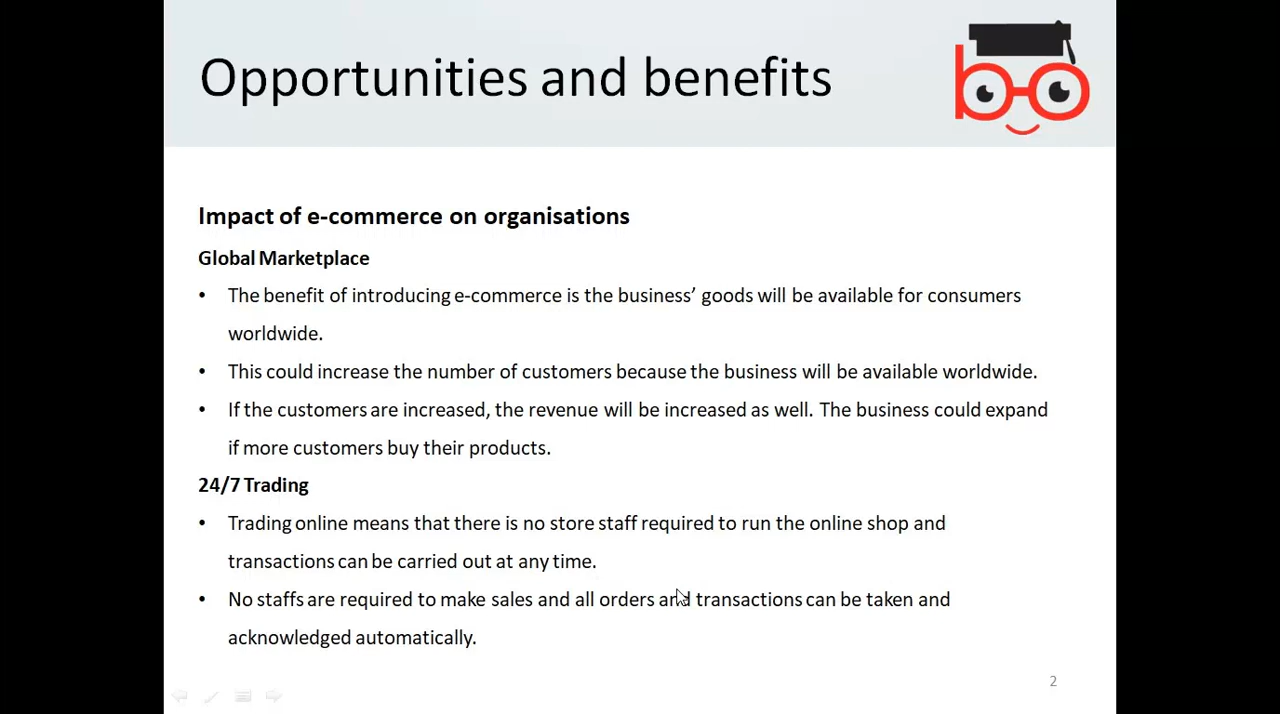 Opportunities and benefits
Impact of e-commerce on organisations
Global Marketplace
• The benefit of introducing e-commerce is the business’ goods will be available for consumers
worldwide.
• This could increase the number of customers because the business will be available worldwide.
• If the customers are increased, the revenue will be increased as well. The business could expand
if more customers buy their products.
24/7 Trading
• Trading online means that there is no store staff required to run the online shop and
transactions can be carried out at any time.
• No staffs are required to make sales and all orders and transactions can be taken and
acknowledged automatically.
2